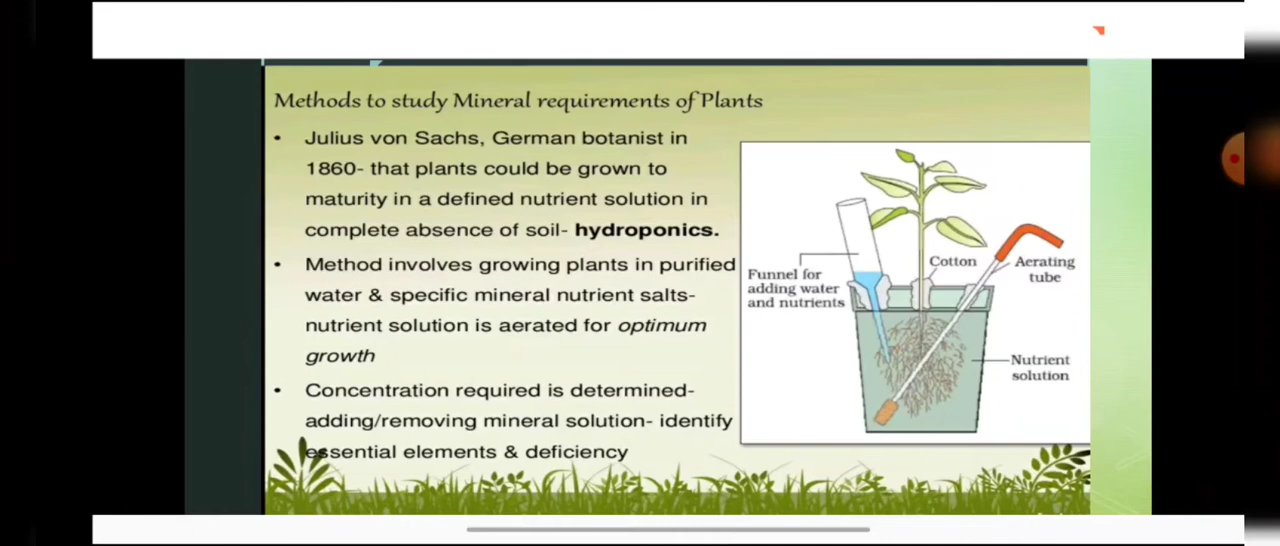 Methods to study Mineral requirements of Plants
• Julius von Sachs, German botanist in
1860- that plants could be grown to
maturity in a defined nutrient solution in
complete absence of soil- hydroponics.
• Method involves growing plants in purified
water & specific mineral nutrient salts-
nutrient solution is aerated for optimum
growth
• Concentration required is determined-
adding/removing mineral solution- identify
essential elements & deficiency
Funnel for
adding water
and nutrients
Cotton
Aerating
tube
Nutrient
solution